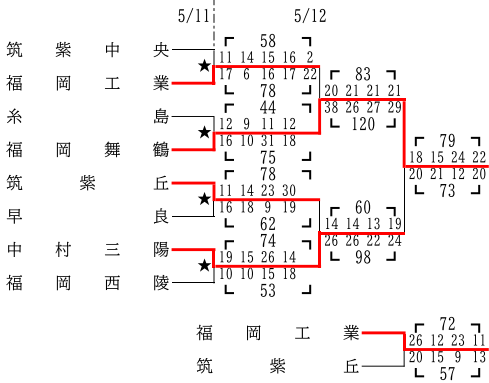 5/11 5/12
筑紫中央
福岡工業
糸島
福岡舞鶴
筑紫丘
早良
中村三陽
福岡西陵
★
58
11 14 15 16 2
17 6 16 17 22
78
★
44
12 9 11 12
16 10 31 18
75
★
78
11 14 23 30
16 18 9 19
62
★
74
19 15 26 14
10 10 15 18
53
83
20 21 21 21
38 26 27 29
120
60
14 14 13 19
26 26 22 24
98
79
18 15 24 22
20 21 12 20
73
福岡工業
筑紫丘
72
26 12 23 11
20 15 9 13
57